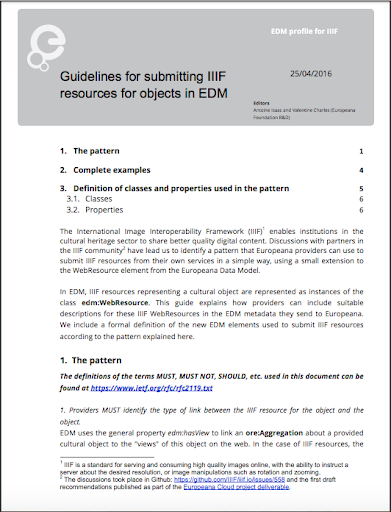 EDM profile for IIIF
Guidelines for submitting IIIF
resources for objects in EDM
25/04/2016
Editors
Antoine Isaac and Valentine Charles (Europeana
Foundation R&D)
1. The pattern 1
2. Complete examples 4
3. Definition of classes and properties used in the pattern 5
3.1. Classes 6
3.2. Properties 6
The International Image Interoperability Framework (IIIF)1 enables institutions in the
cultural heritage sector to share better quality digital content. Discussions with partners in
the IIIF community2 have lead us to identify a pattern that Europeana providers can use to
submit IIIF resources from their own services in a simple way, using a small extension to
the WebResource element from the Europeana Data Model.
In EDM, IIIF resources representing a cultural object are represented as instances of the
class edm:WebResource. This guide explains how providers can include suitable
descriptions for these IIIF WebResources in the EDM metadata they send to Europeana.
We include a formal definition of the new EDM elements used to submit IIIF resources
according to the pattern explained here.
1. The pattern
The definitions of the terms MUST, MUST NOT, SHOULD, etc. used in this document can be
found at https://www.ietf.org/rfc/rfc2119.txt
1. Providers MUST identify the type of link between the IIIF resource for the object and the
object.
EDM uses the general property edm:hasView to link an ore:Aggregation about a provided
cultural object to the "views" of this object on the web. In the case of IIIF resources, the
1 IIIF is a standard for serving and consuming high quality images online, with the ability to instruct a
server about the desired resolution, or image manipulations such as rotation and zooming.
2 The discussions took place in Github: https://github.com/IIIF/iiif.io/issues/556 and the first draft
recommendations published as part of the Europeana Cloud project deliverable.